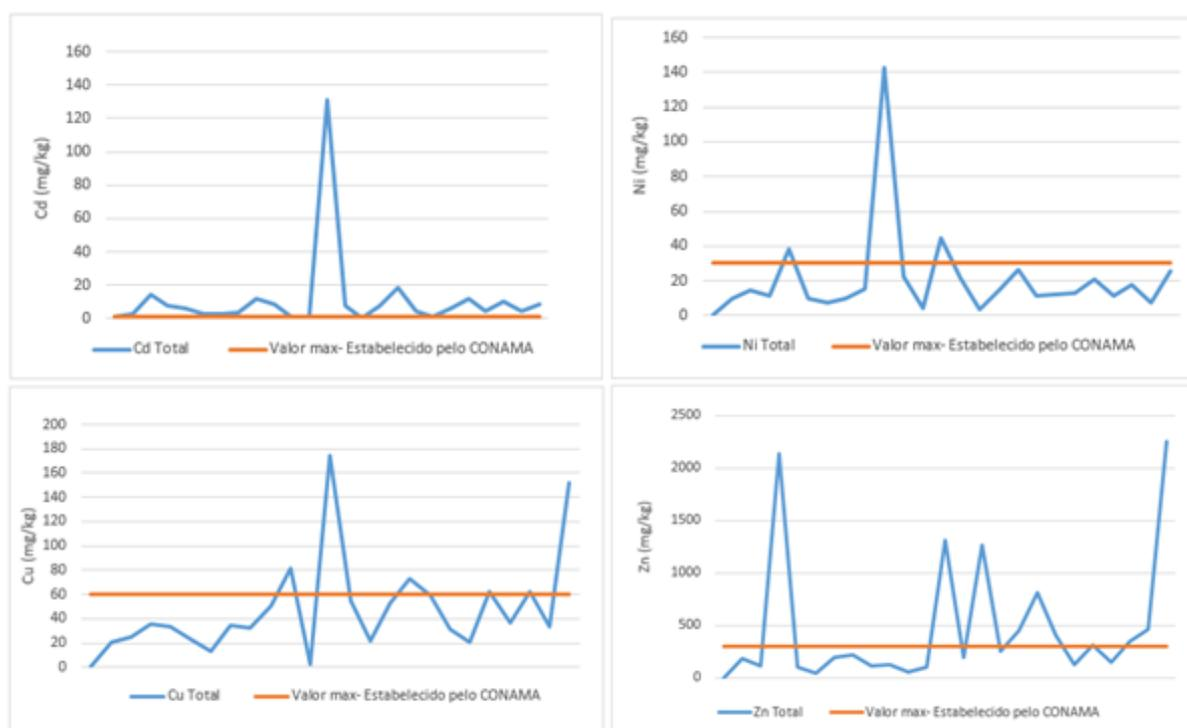 Cd (mg/kg)
160
140
120
100
80
60
40
20
0
Cd Total
Valor max- Estabelecido pelo CONAMA
Ni (mg/kg)
160
140
120
100
80
60
40
20
0
Ni Total
Valor max- Estabelecido pelo CONAMA
Cu (mg/kg)
200
180
160
140
120
100
80
60
40
20
0
Cu Total
Valor max- Estabelecido pelo CONAMA
Zn (mg/kg)
2500
2000
1500
1000
500
0
Zn Total
Valor max- Estabelecido pelo CONAMA